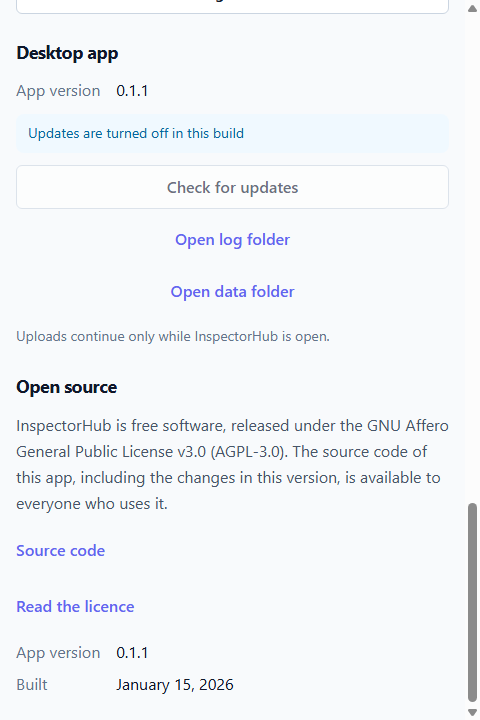 Desktop app
App version 0.1.1
Updates are turned off in this build
Check for updates
Open log folder
Open data folder
Uploads continue only while InspectorHub is open.
Open source
InspectorHub is free software, released under the GNU Affero
General Public License v3.0 (AGPL-3.0). The source code of
this app, including the changes in this version, is available to
everyone who uses it.
Source code
Read the licence
App version 0.1.1
Built January 15, 2026